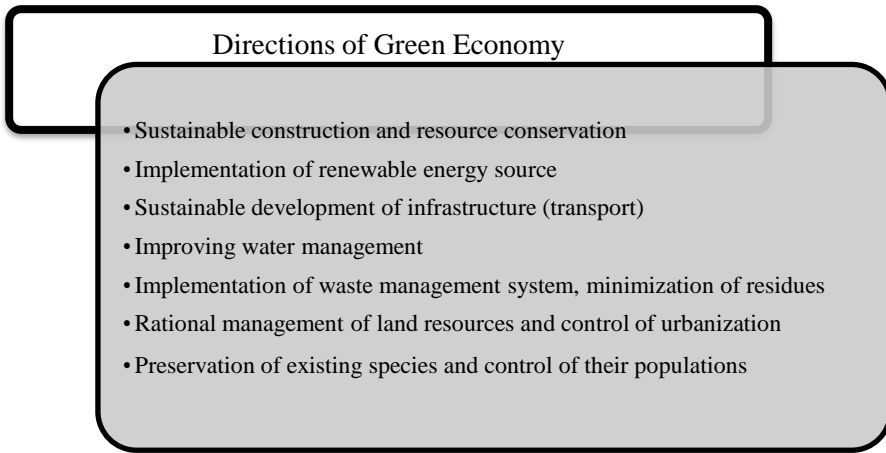 Directions of Green Economy
• Sustainable construction and resource conservation
• Implementation of renewable energy source
• Sustainable development of infrastructure (transport)
• Improving water management
• Implementation of waste management system, minimization of residues
• Rational management of land resources and control of urbanization
• Preservation of existing species and control of their populations